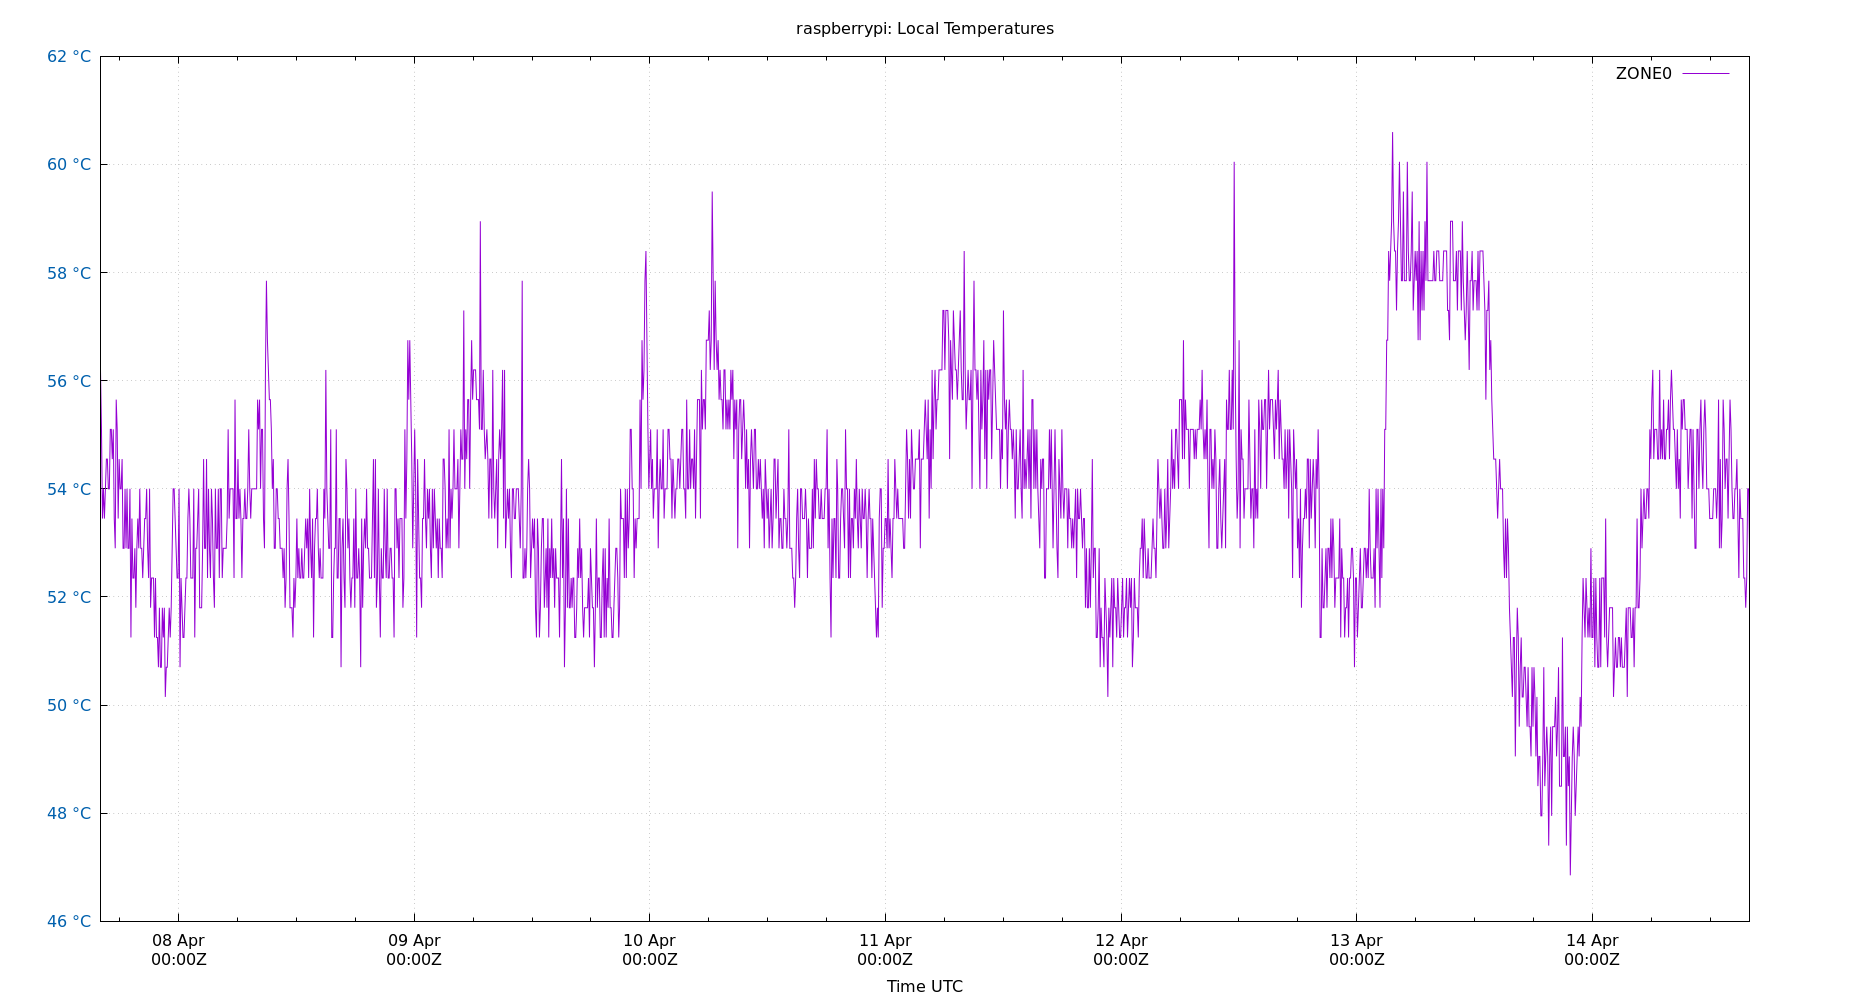 raspberrypi: Local Temperatures
62 °C
ZONE0
60 °C
58 °C
56 °C
54 °C
52 °C
50 °C
48 °C
46 °C
08 Apr 09 Apr 10 Apr 11 Apr 12 Apr 13 Apr 14 Apr
00:00Z 00:00Z 00:00Z 00:00Z 00:00Z 00:00Z 00:00Z
Time UTC